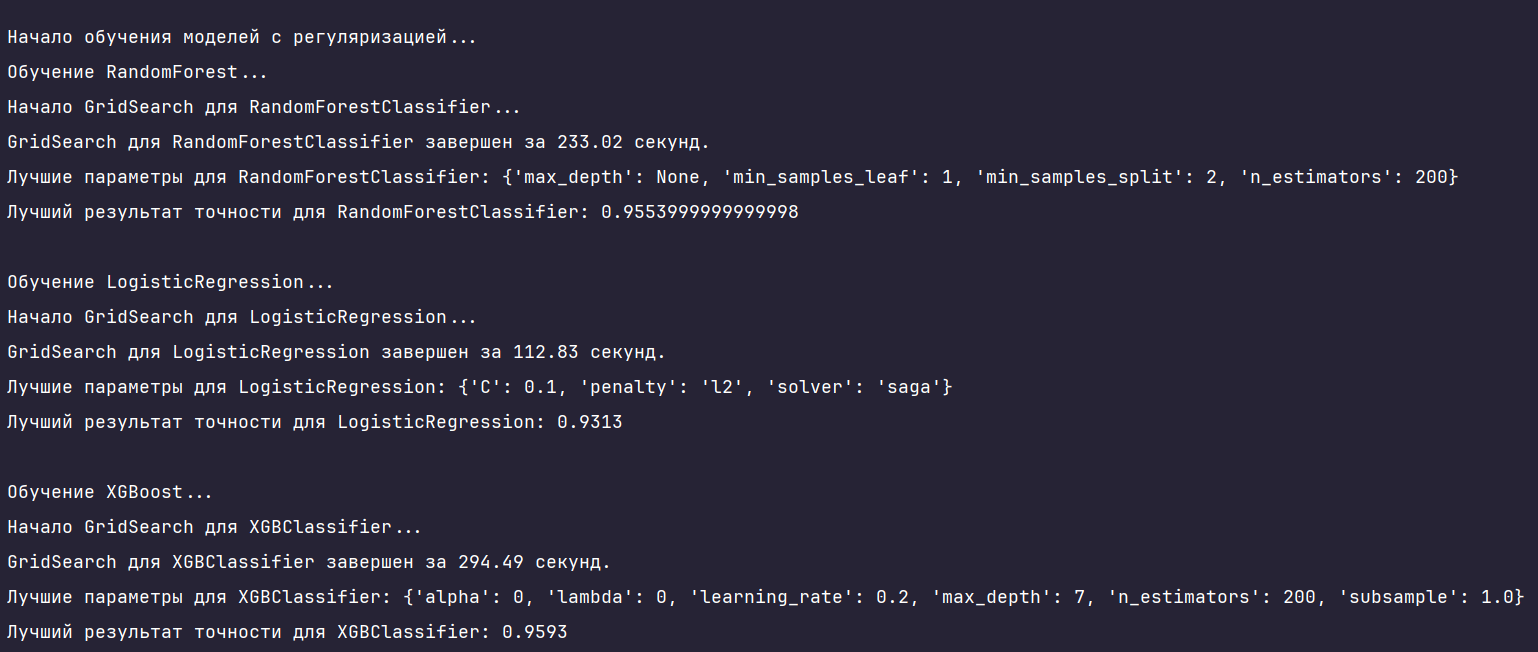 Начало обучения моделей с регуляризацией...
Обучение RandomForest...
Начало GridSearch для RandomForestClassifier...
GridSearch для RandomForestClassifier завершен за 233.02 секунд.
Лучшие параметры для RandomForestClassifier: {'max_depth': None, 'min_samples_leaf': 1, 'min_samples_split': 2, 'n_estimators': 200}
Лучший результат точности для RandomForestClassifier: 0.9553999999999998
Обучение LogisticRegression...
Начало GridSearch для LogisticRegression...
GridSearch для LogisticRegression завершен за 112.83 секунд.
Лучшие параметры для LogisticRegression: {'C': 0.1, 'penalty': 'l2', 'solver': 'saga'}
Лучший результат точности для LogisticRegression: 0.9313
Обучение XGBoost...
Начало GridSearch для XGBClassifier...
GridSearch для XGBClassifier завершен за 294.49 секунд.
Лучшие параметры для XGBClassifier: {'alpha': 0, 'lambda': 0, 'learning_rate': 0.2, 'max_depth': 7, 'n_estimators': 200, 'subsample': 1.0}
Лучший результат точности для XGBClassifier: 0.9593